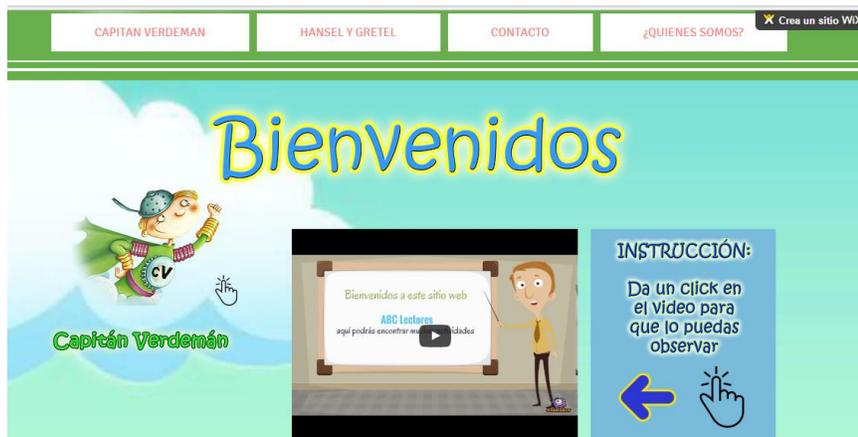 CAPITAN VERDEMAN
HANSEL Y GRETEL
CONTACTO
¿QUIENES SOMOS?
Crea un sitio WiX
Bienvenidos
CV
Capitán Verdemán
Bienvenidos a este sitio web
ABC Lectores
aquí podrás encontrar
INSTRUCCIÓN:
Da un click en
el video para
que lo puedas
observar